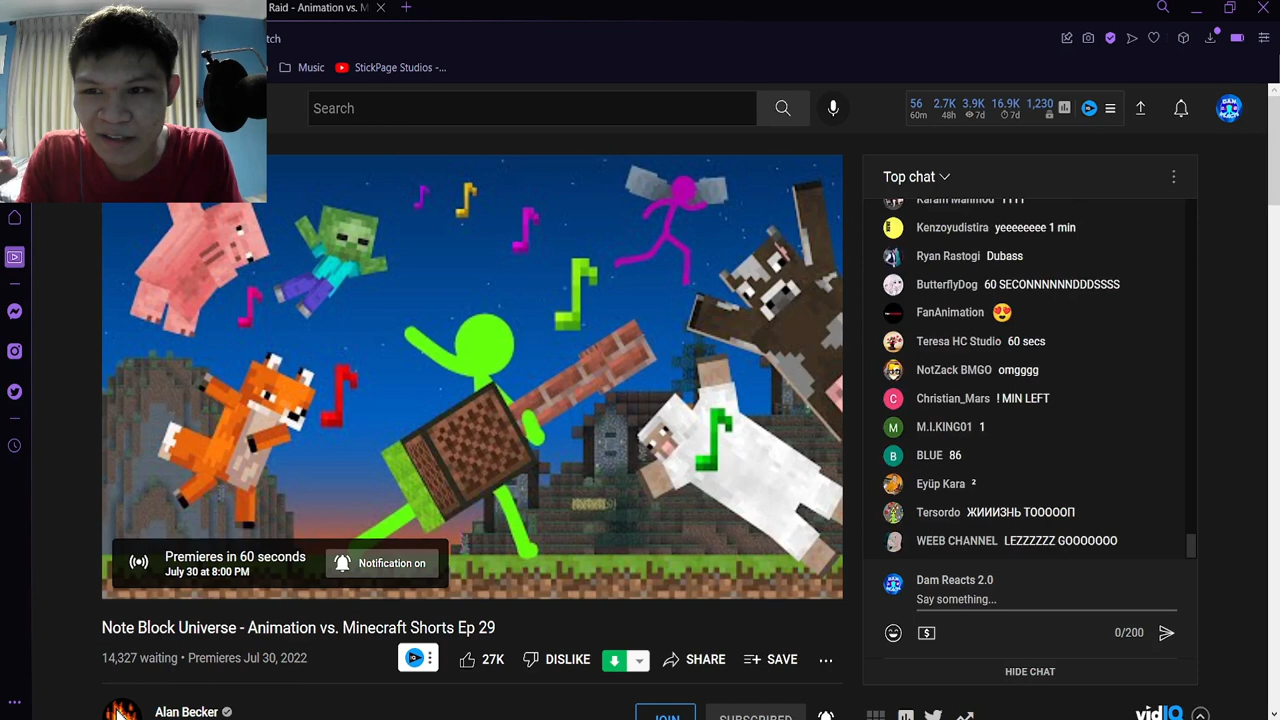 Raid - Animation vs. M
tch
Music
StickPage Studios -...
Search
56 2.7K 3.9K 16.9K 1,230
60m 48h 7d 7d
Top chat
Kenzoyudistira yeeeeeeee 1 min
Ryan Rastogi Dubass
ButterflyDog 60 SECONNNNNNDDDSSSS
FanAnimation 😍
Teresa HC Studio 60 secs
NotZack BMGO omgggg
Christian_Mars ! MIN LEFT
M.I.KING01 1
BLUE 86
Eyüp Kara ²
Tersordo ЖИИИЗНЬ ТОООООП
WEEB CHANNEL LEZZZZZZ GOOOOOOO
Premieres in 60 seconds
July 30 at 8:00 PM
Notification on
Dam Reacts 2.0
Say something...
0/200
HIDE CHAT
Note Block Universe - Animation vs. Minecraft Shorts Ep 29
14,327 waiting • Premieres Jul 30, 2022
27K DISLIKE SHARE SAVE
Alan Becker
JOIN
SUBSCRIBED
vidIQ